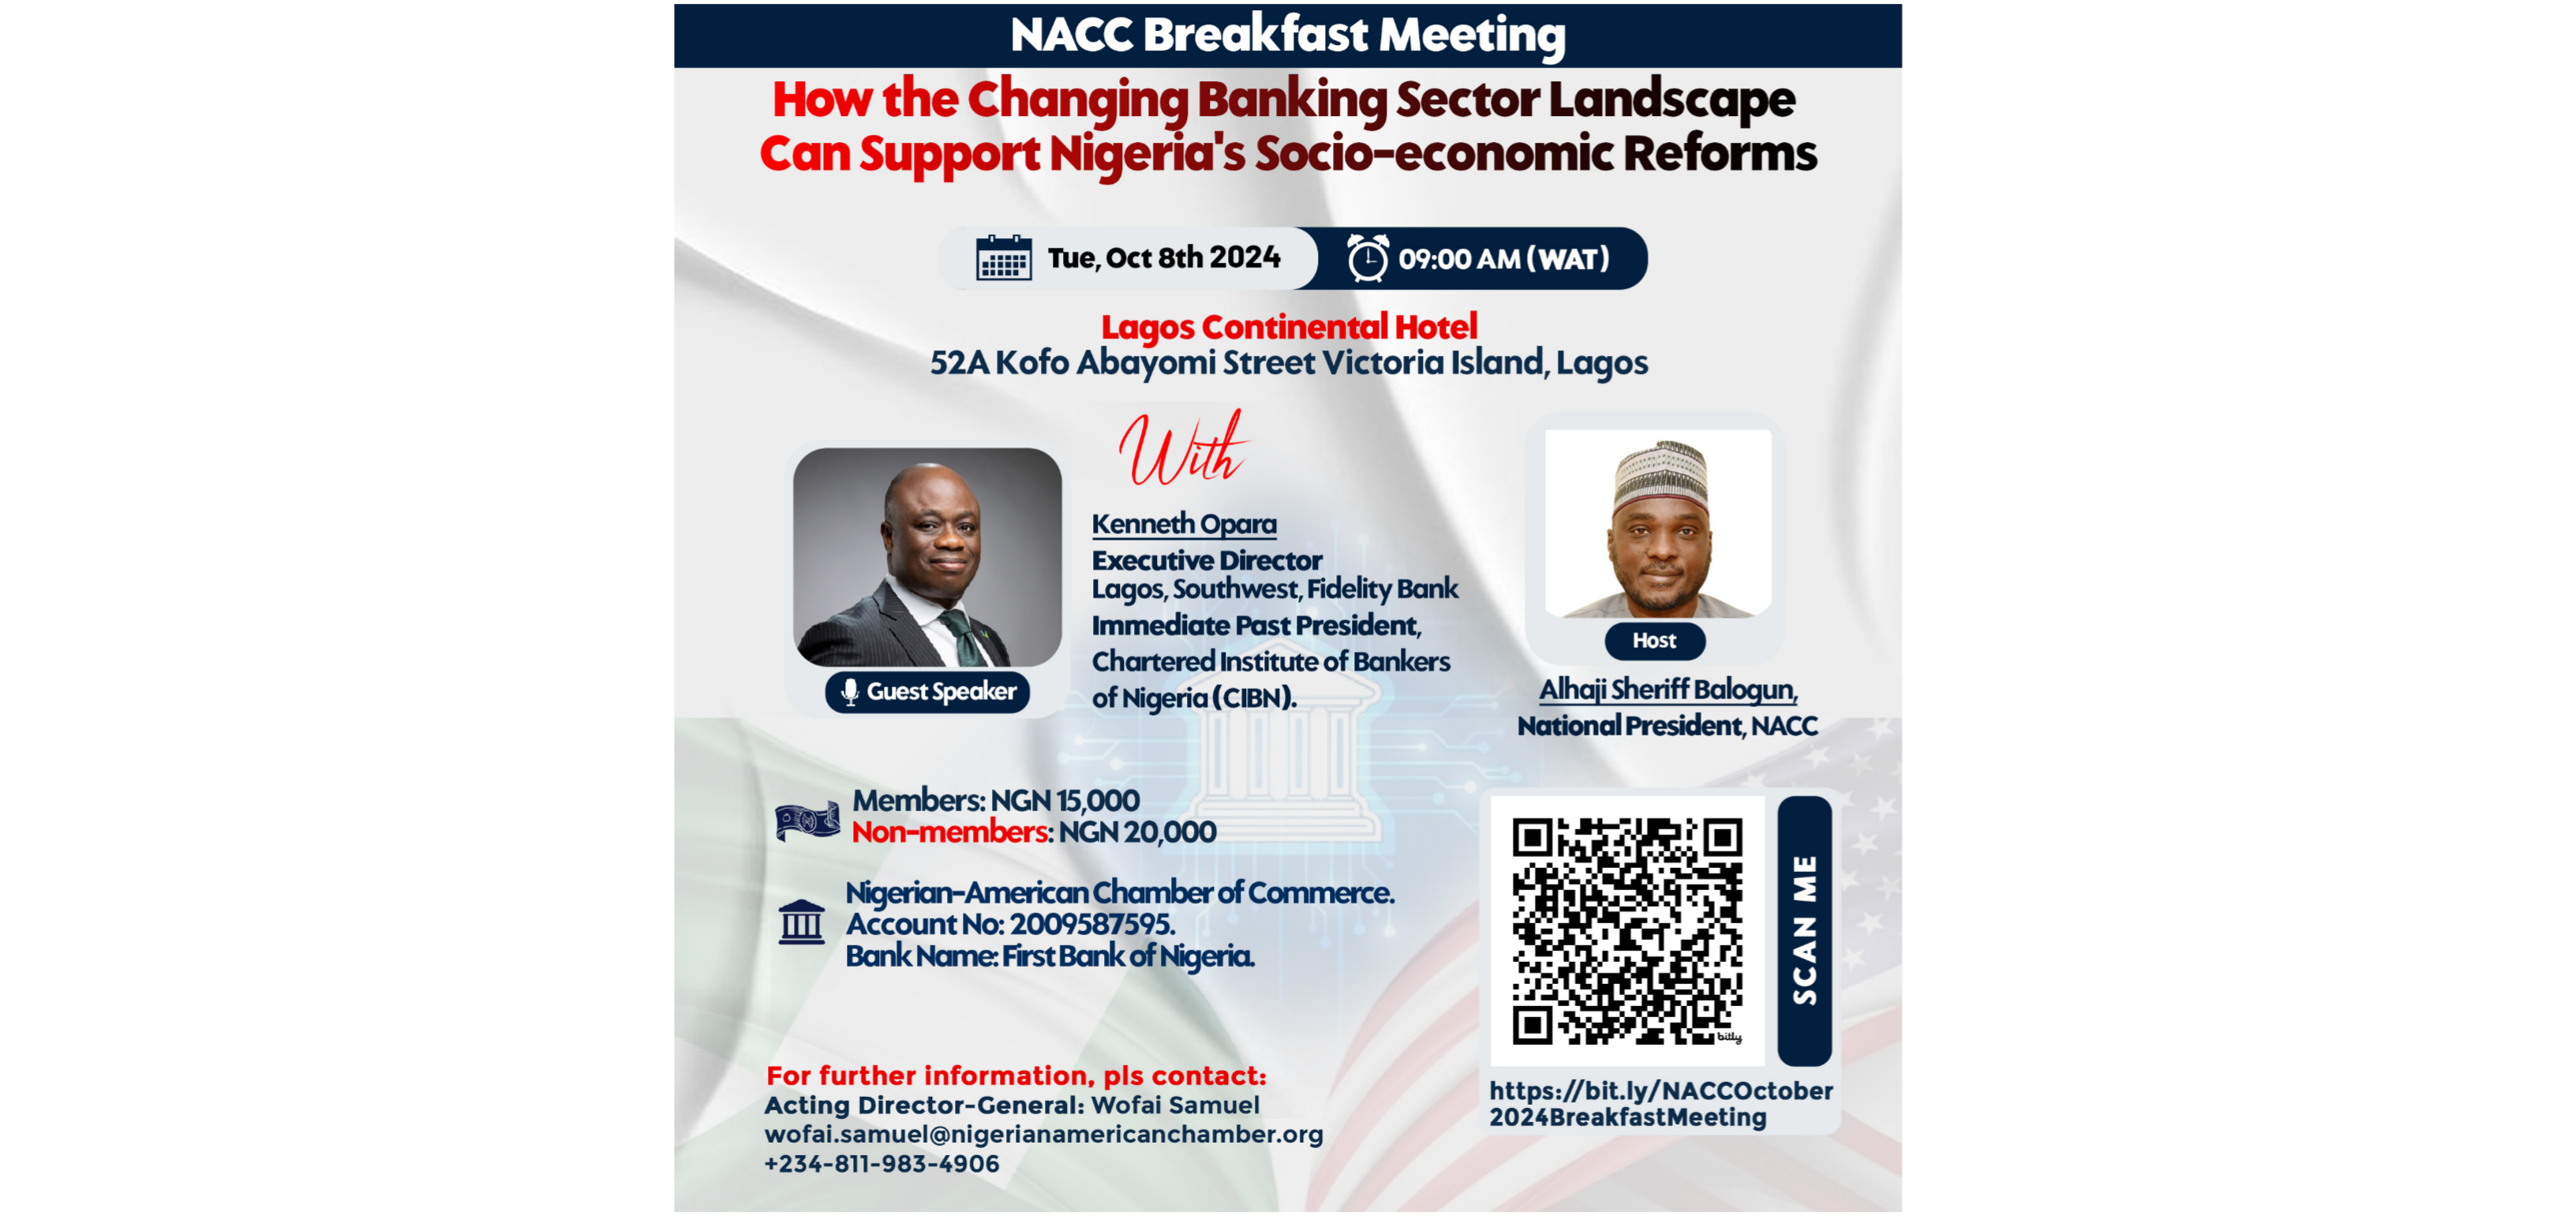 NACC Breakfast Meeting
How the Changing Banking Sector Landscape
Can Support Nigeria's Socio-economic Reforms
Tue, Oct 8th 2024
09:00 AM (WAT)
Lagos Continental Hotel
52A Kofo Abayomi Street Victoria Island, Lagos
With
Guest Speaker
Kenneth Opara
Executive Director
Lagos, Southwest, Fidelity Bank
Immediate Past President,
Chartered Institute of Bankers
of Nigeria (CIBN).
Host
Alhaji Sheriff Balogun,
National President, NACC
Members: NGN 15,000
Non-members: NGN 20,000
Nigerian-American Chamber of Commerce.
Account No: 2009587595.
Bank Name: First Bank of Nigeria.
For further information, pls contact:
Acting Director-General: Wofai Samuel
wofai.samuel@nigerianamericanchamber.org
+234-811-983-4906
bitly
SCAN ME
https://bit.ly/NACCOctober
2024BreakfastMeeting